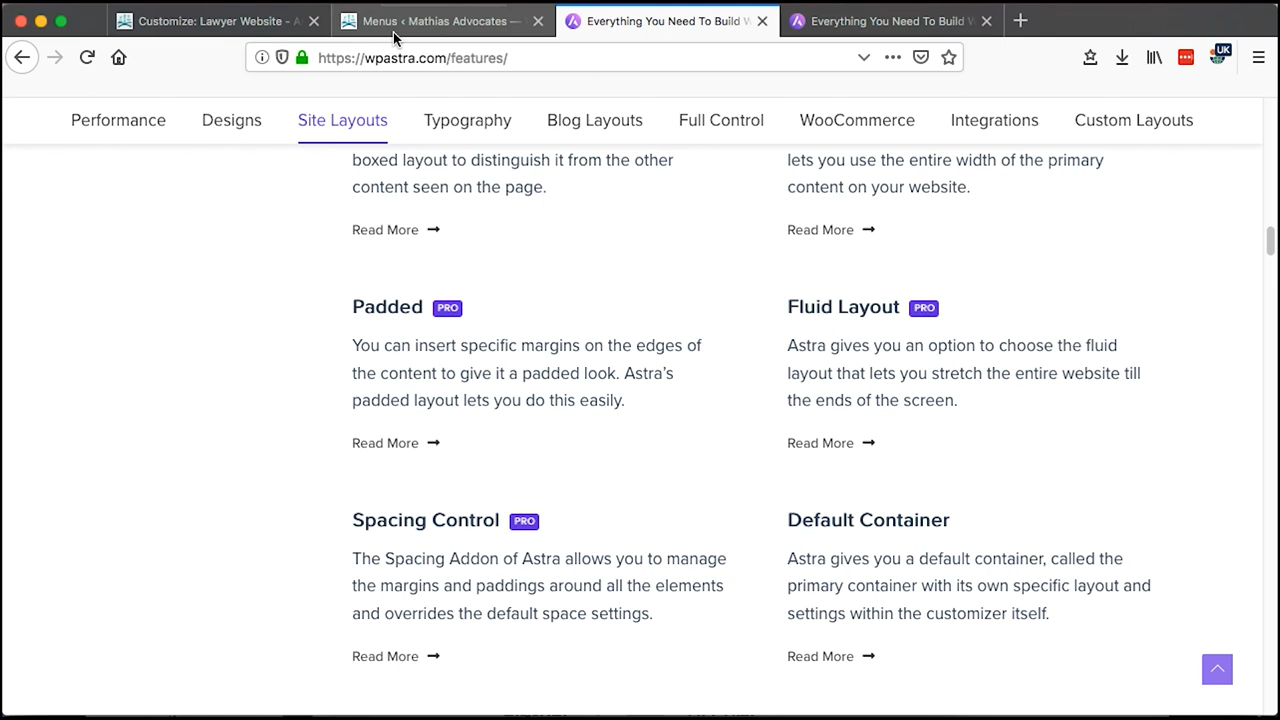 Customize: Lawyer Website - A
Menus ‹ Mathias Advocates —
Everything You Need To Build W
Everything You Need To Build W
https://wpastra.com/features/
UK
Performance
Designs
Site Layouts
Typography
Blog Layouts
Full Control
WooCommerce
Integrations
Custom Layouts
boxed layout to distinguish it from the other
content seen on the page.
Read More
lets you use the entire width of the primary
content on your website.
Read More
Padded PRO
You can insert specific margins on the edges of
the content to give it a padded look. Astra's
padded layout lets you do this easily.
Read More
Fluid Layout PRO
Astra gives you an option to choose the fluid
layout that lets you stretch the entire website till
the ends of the screen.
Read More
Spacing Control PRO
The Spacing Addon of Astra allows you to manage
the margins and paddings around all the elements
and overrides the default space settings.
Read More
Default Container
Astra gives you a default container, called the
primary container with its own specific layout and
settings within the customizer itself.
Read More